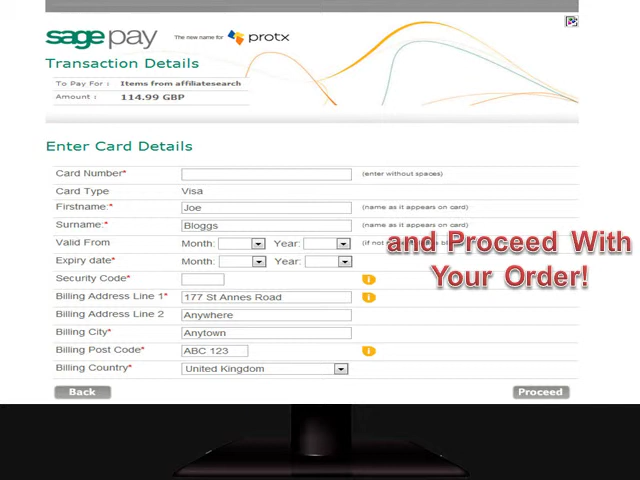 sage pay The new name for protx
Transaction Details
To Pay For : Items from affiliatesearch
Amount : 114.99 GBP
Enter Card Details
Card Number* (enter without spaces)
Card Type Visa
Firstname:* Joe (name as it appears on card)
Surname:* Bloggs (name as it appears on card)
Valid From Month: Year: (if not
and Proceed With
Expiry date* Month: Year:
Your Order!
Security Code* i
Billing Address Line 1* 177 St Annes Road i
Billing Address Line 2 Anywhere
Billing City* Anytown
Billing Post Code* ABC 123 i
Billing Country* United Kingdom
Back Proceed